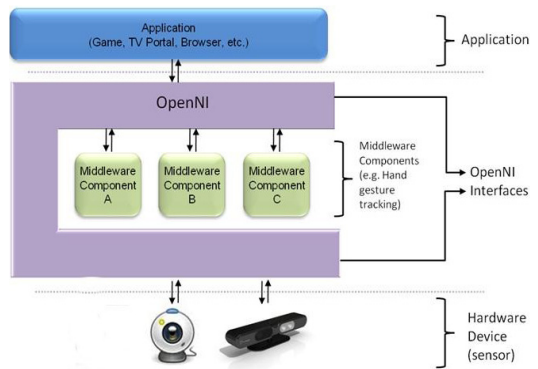 Application
(Game, TV Portal, Browser, etc.)
Application
OpenNI
Middleware
Component
A
Middleware
Component
B
Middleware
Component
C
Middleware
Components
(e.g. Hand
gesture
tracking)
OpenNI
Interfaces
Hardware
Device
(sensor)